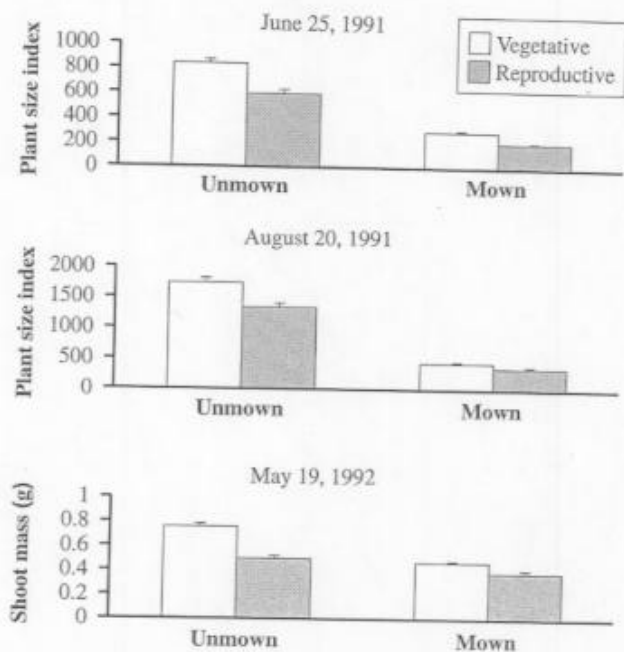 June 25, 1991
Vegetative
Reproductive
Plant size index
1000
800
600
400
200
0
Unmown
Mown
August 20, 1991
Plant size index
2000
1500
1000
500
0
Unmown
Mown
May 19, 1992
Shoot mass (g)
1
0.8
0.6
0.4
0.2
0
Unmown
Mown